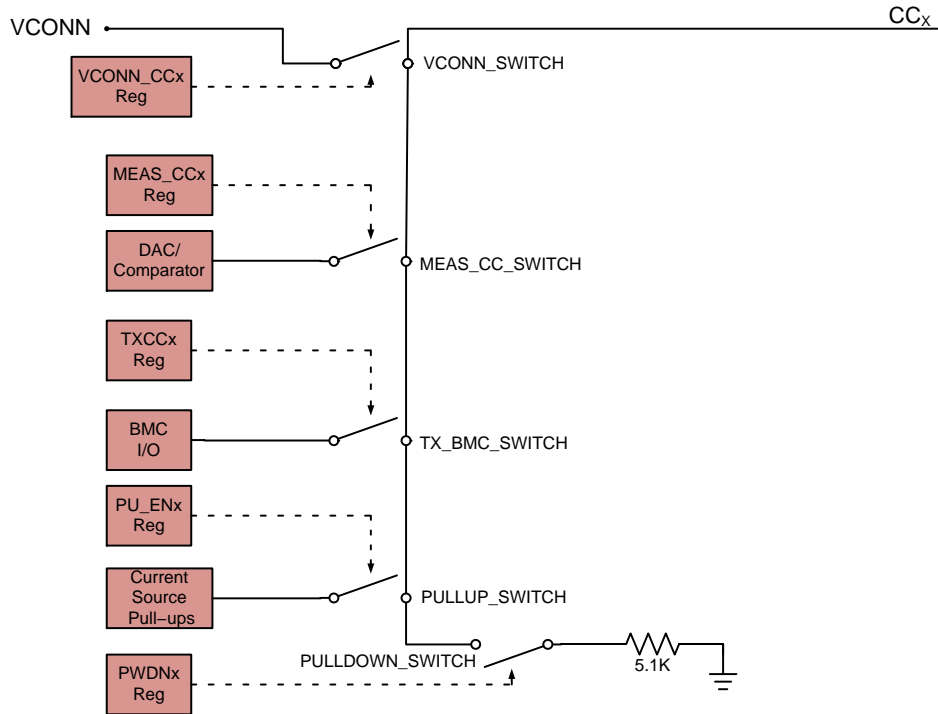 VCONN
CCX
VCONN_CCx
Reg
VCONN_SWITCH
MEAS_CCx
Reg
DAC/
Comparator
MEAS_CC_SWITCH
TXCCx
Reg
BMC
I/O
TX_BMC_SWITCH
PU_ENx
Reg
Current
Source
Pull−ups
PULLUP_SWITCH
PULLDOWN_SWITCH
5.1K
PWDNx
Reg